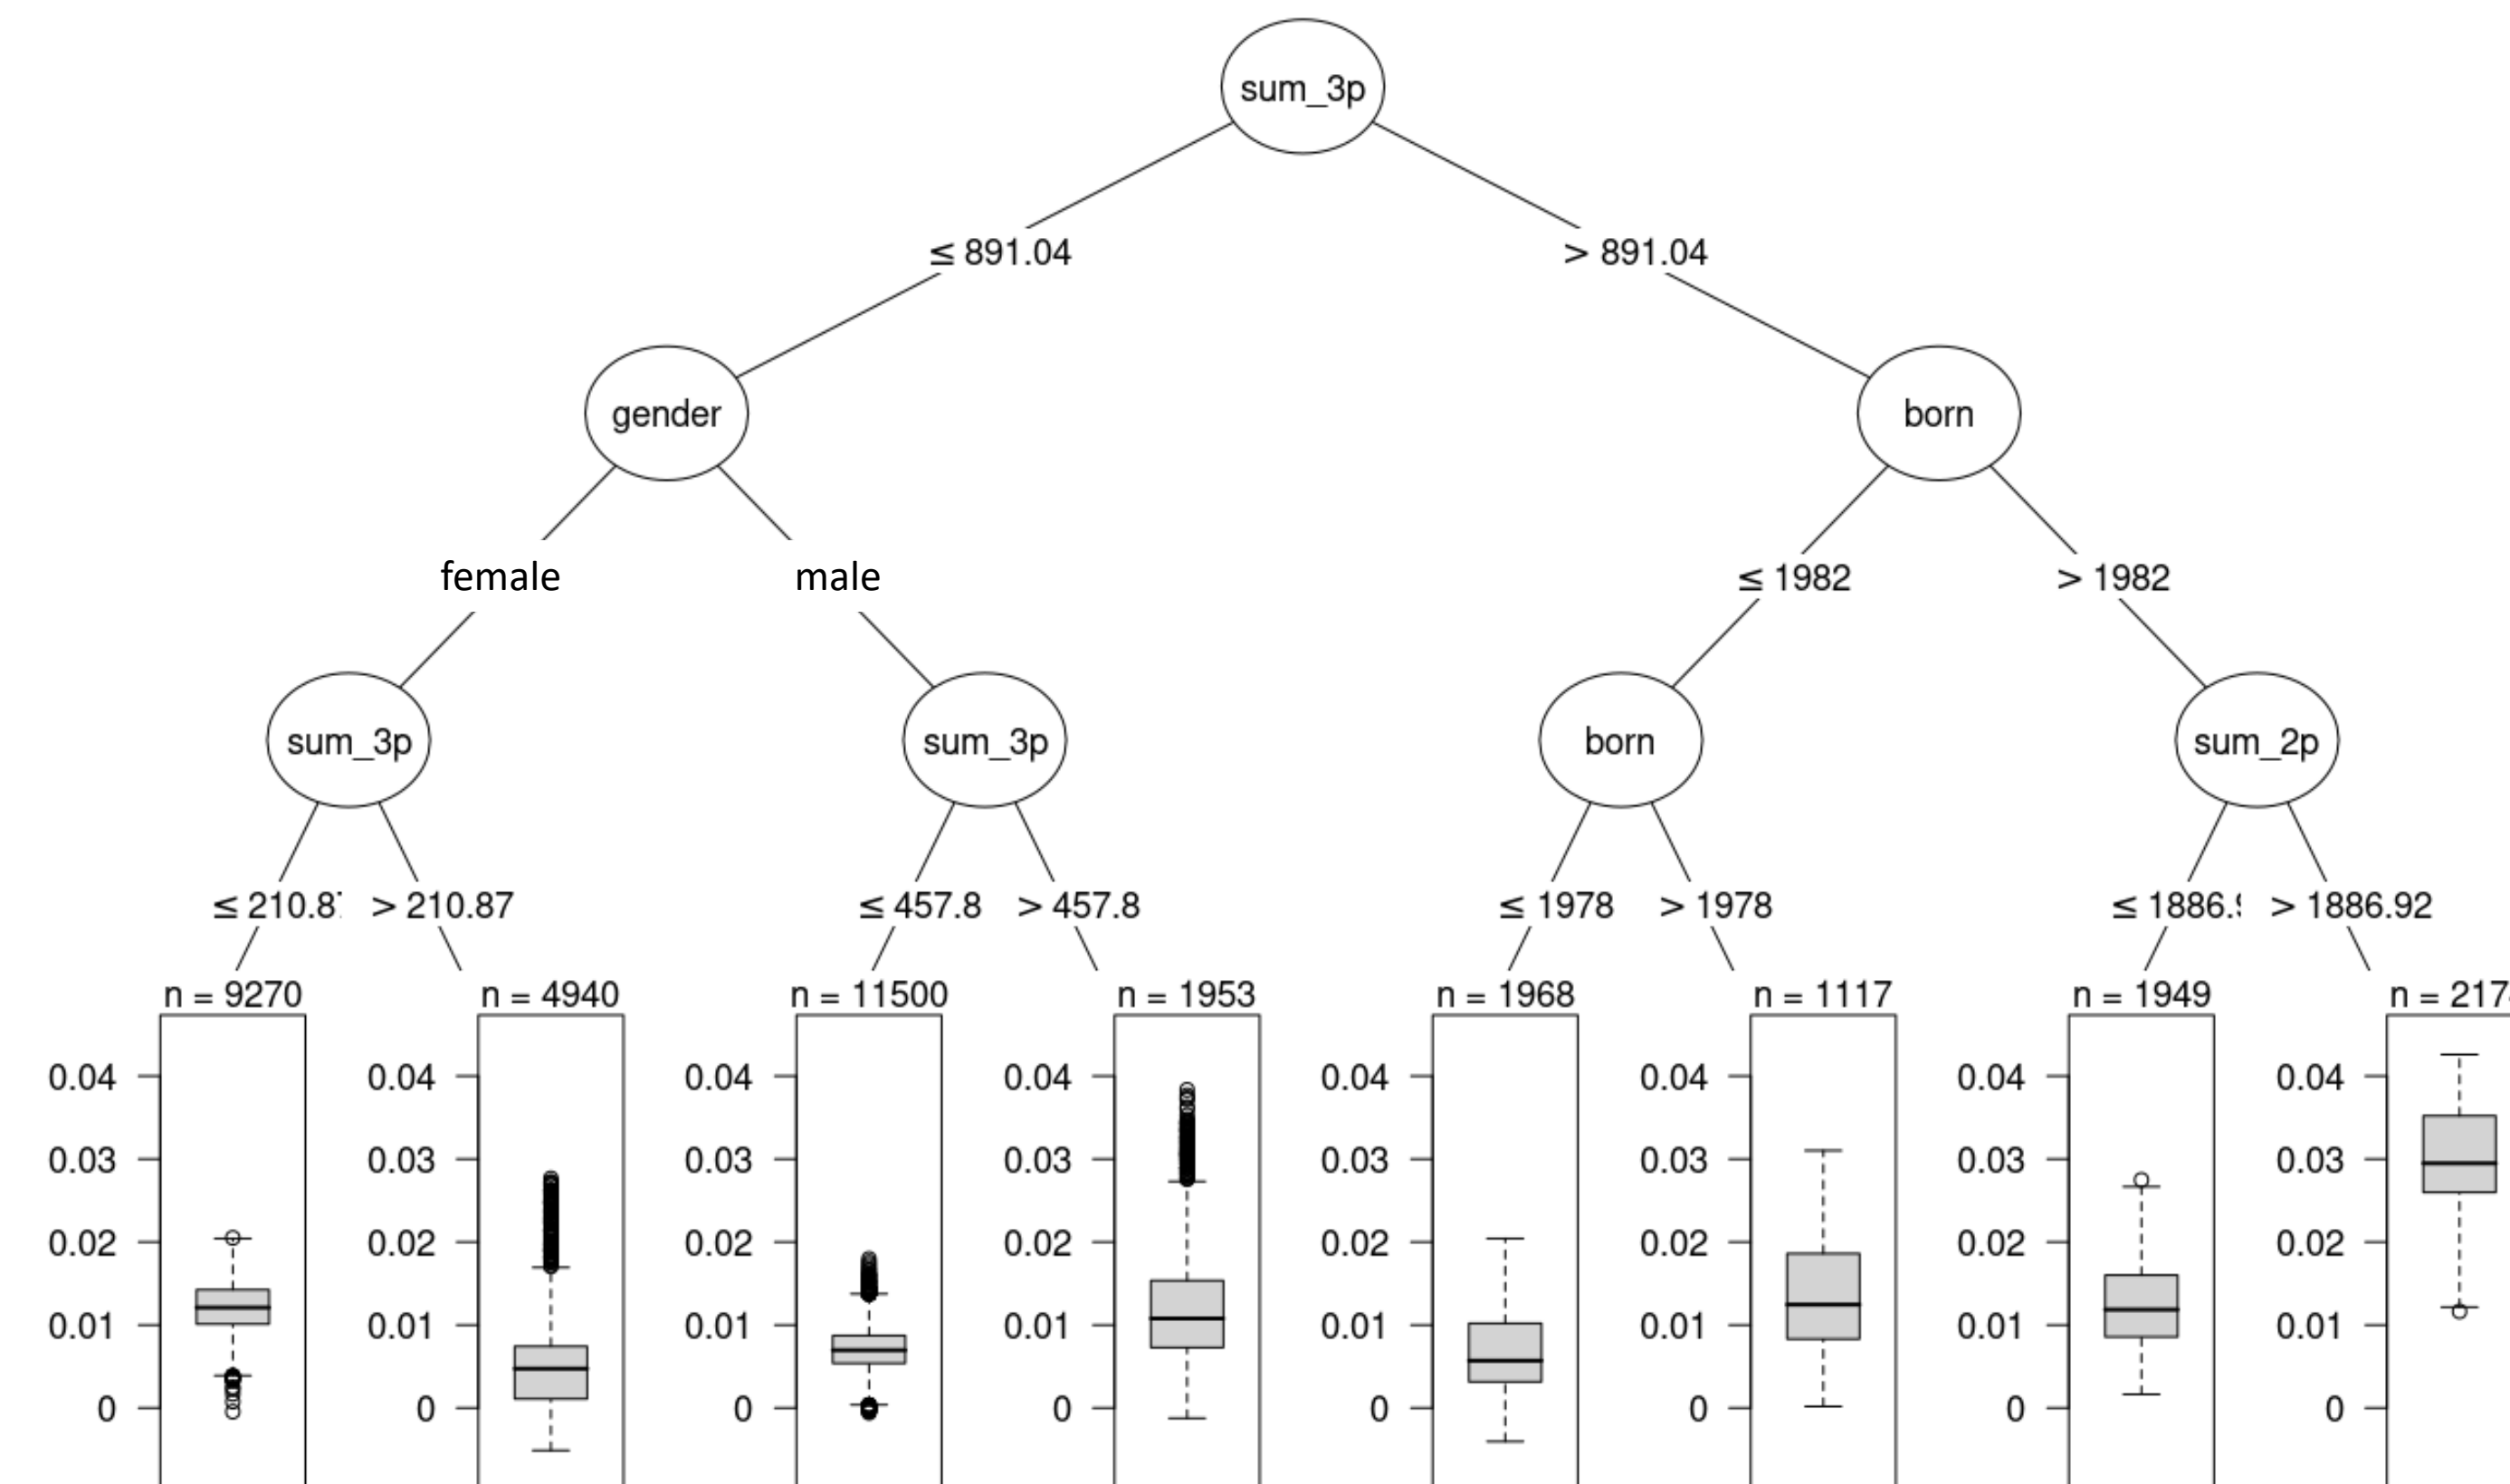 sum_3p
≤ 891.04 > 891.04
gender born
female male ≤ 1982 > 1982
sum_3p sum_3p born sum_2p
≤ 210.8 > 210.87 ≤ 457.8 > 457.8 ≤ 1978 > 1978 ≤ 1886. > 1886.92
n = 9270 n = 4940 n = 11500 n = 1953 n = 1968 n = 1117 n = 1949 n = 217
0.04 0.04 0.04 0.04 0.04 0.04 0.04 0.04
0.03 0.03 0.03 0.03 0.03 0.03 0.03 0.03
0.02 0.02 0.02 0.02 0.02 0.02 0.02 0.02
0.01 0.01 0.01 0.01 0.01 0.01 0.01 0.01
0 0 0 0 0 0 0 0